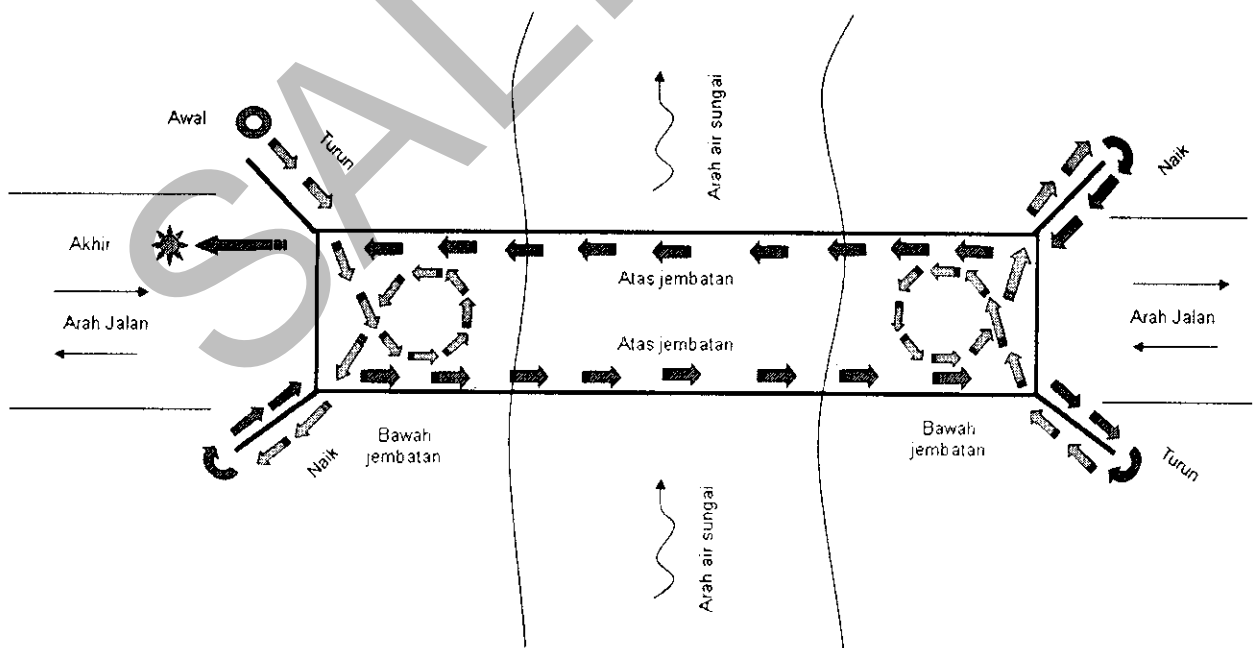 SALI
Awal
Turun
Arah air sungai
Naik
Akhir
Atas jembatan
Arah Jalan
Arah Jalan
Atas jembatan
Bawah
jembatan
Bawah
jembatan
Naik
Turun
Arah air sungai